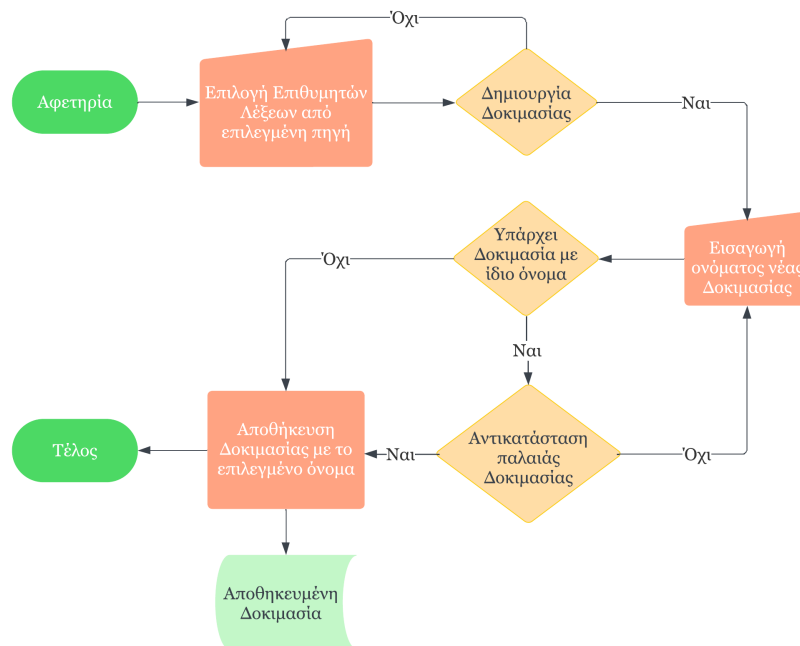 Όχι
Αφετηρία
Επιλογή Επιθυμητών
Λέξεων από
επιλεγμένη πηγή
Δημιουργία
Δοκιμασίας
Ναι
Εισαγωγή
ονόματος νέας
Δοκιμασίας
Υπάρχει
Δοκιμασία με
ίδιο όνομα
Όχι
Ναι
Αντικατάσταση
παλαιάς
Δοκιμασίας
Όχι
Ναι
Αποθήκευση
Δοκιμασίας με το
επιλεγμένο όνομα
Τέλος
Αποθηκευμένη
Δοκιμασία